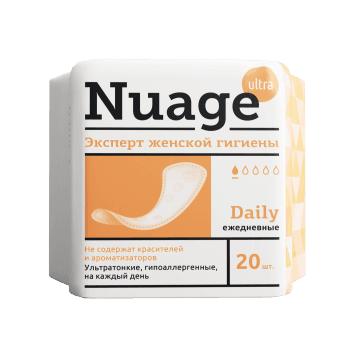 ultra
Nuage
Эксперт женской гигиены
Daily
ежедневные
Не содержат красителей
и ароматизаторов
Ультратонкие, гипоаллергенные,
на каждый день
20 шт.